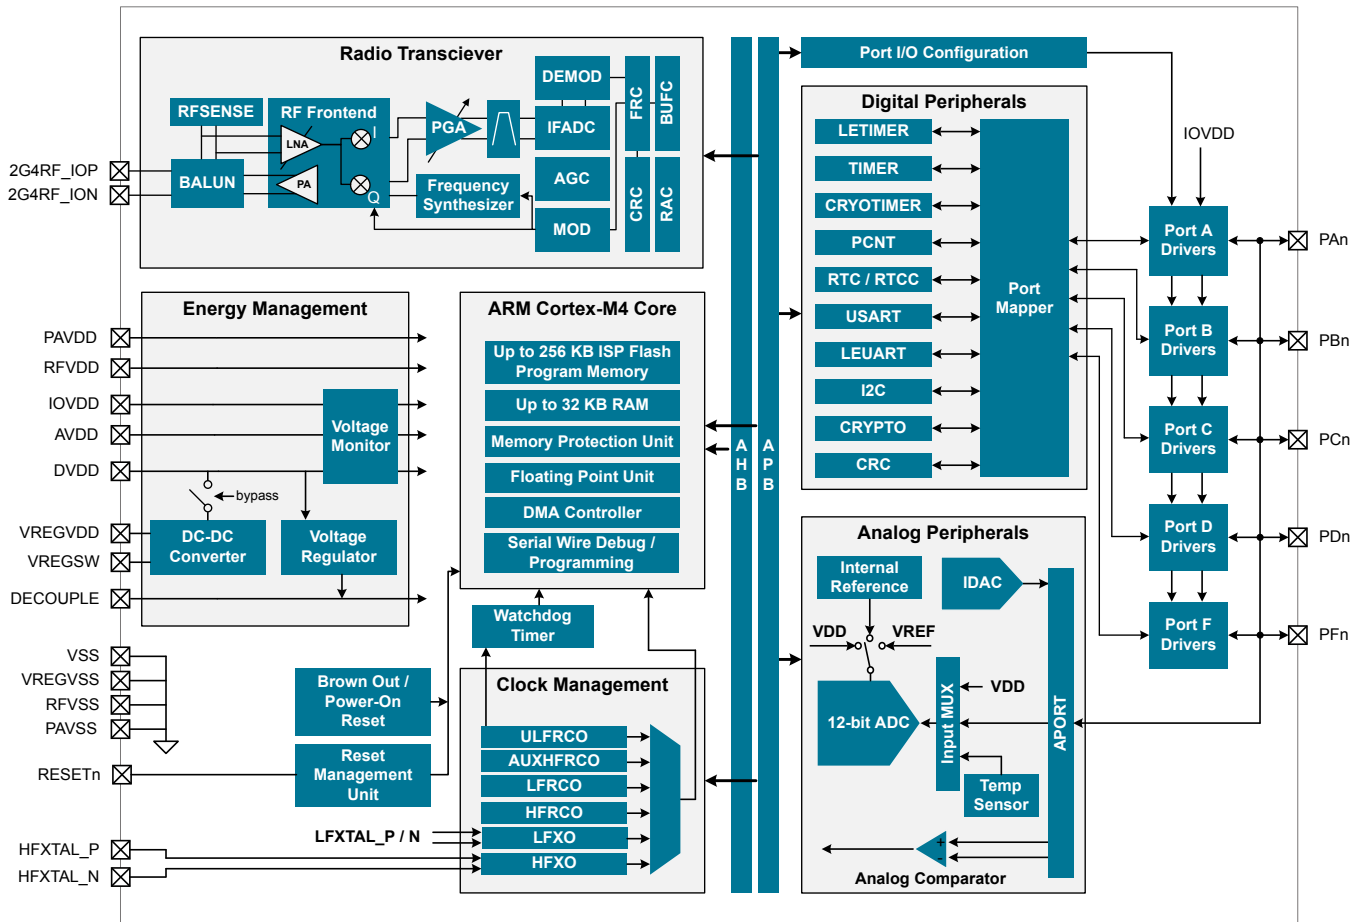 Radio Transciever
RFSENSE
RF Frontend
LNA
I
PA
Q
BALUN
PGA
DEMOD
IFADC
AGC
MOD
Frequency
Synthesizer
FRC
BUFC
CRC
RAC
2G4RF_IOP
2G4RF_ION
Energy Management
PAVDD
RFVDD
IOVDD
AVDD
DVDD
VREGVDD
VREGSW
DECOUPLE
Voltage
Monitor
bypass
DC-DC
Converter
Voltage
Regulator
VSS
VREGVSS
RFVSS
PAVSS
RESETn
HFXTAL_P
HFXTAL_N
ARM Cortex-M4 Core
Up to 256 KB ISP Flash
Program Memory
Up to 32 KB RAM
Memory Protection Unit
Floating Point Unit
DMA Controller
Serial Wire Debug /
Programming
Watchdog
Timer
Brown Out /
Power-On
Reset
Reset
Management
Unit
Clock Management
ULFRCO
AUXHFRCO
LFRCO
HFRCO
LFXO
HFXO
LFXTAL_P / N
A
H
B
A
P
B
Port I/O Configuration
Digital Peripherals
LETIMER
TIMER
CRYOTIMER
PCNT
RTC / RTCC
USART
LEUART
I2C
CRYPTO
CRC
Port
Mapper
Analog Peripherals
Internal
Reference
IDAC
VDD
VREF
12-bit ADC
Input MUX
VDD
Temp
Sensor
APORT
+
-
Analog Comparator
IOVDD
Port A
Drivers
Port B
Drivers
Port C
Drivers
Port D
Drivers
Port F
Drivers
PAn
PBn
PCn
PDn
PFn